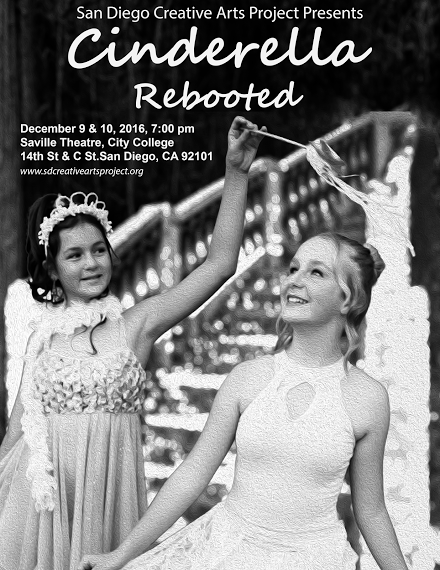 San Diego Creative Arts Project Presents
Cinderella
Rebooted
December 9 & 10, 2016, 7:00 pm
Saville Theatre, City College
14th St & C St.San Diego, CA 92101
www.sdcreativeartsproject.org